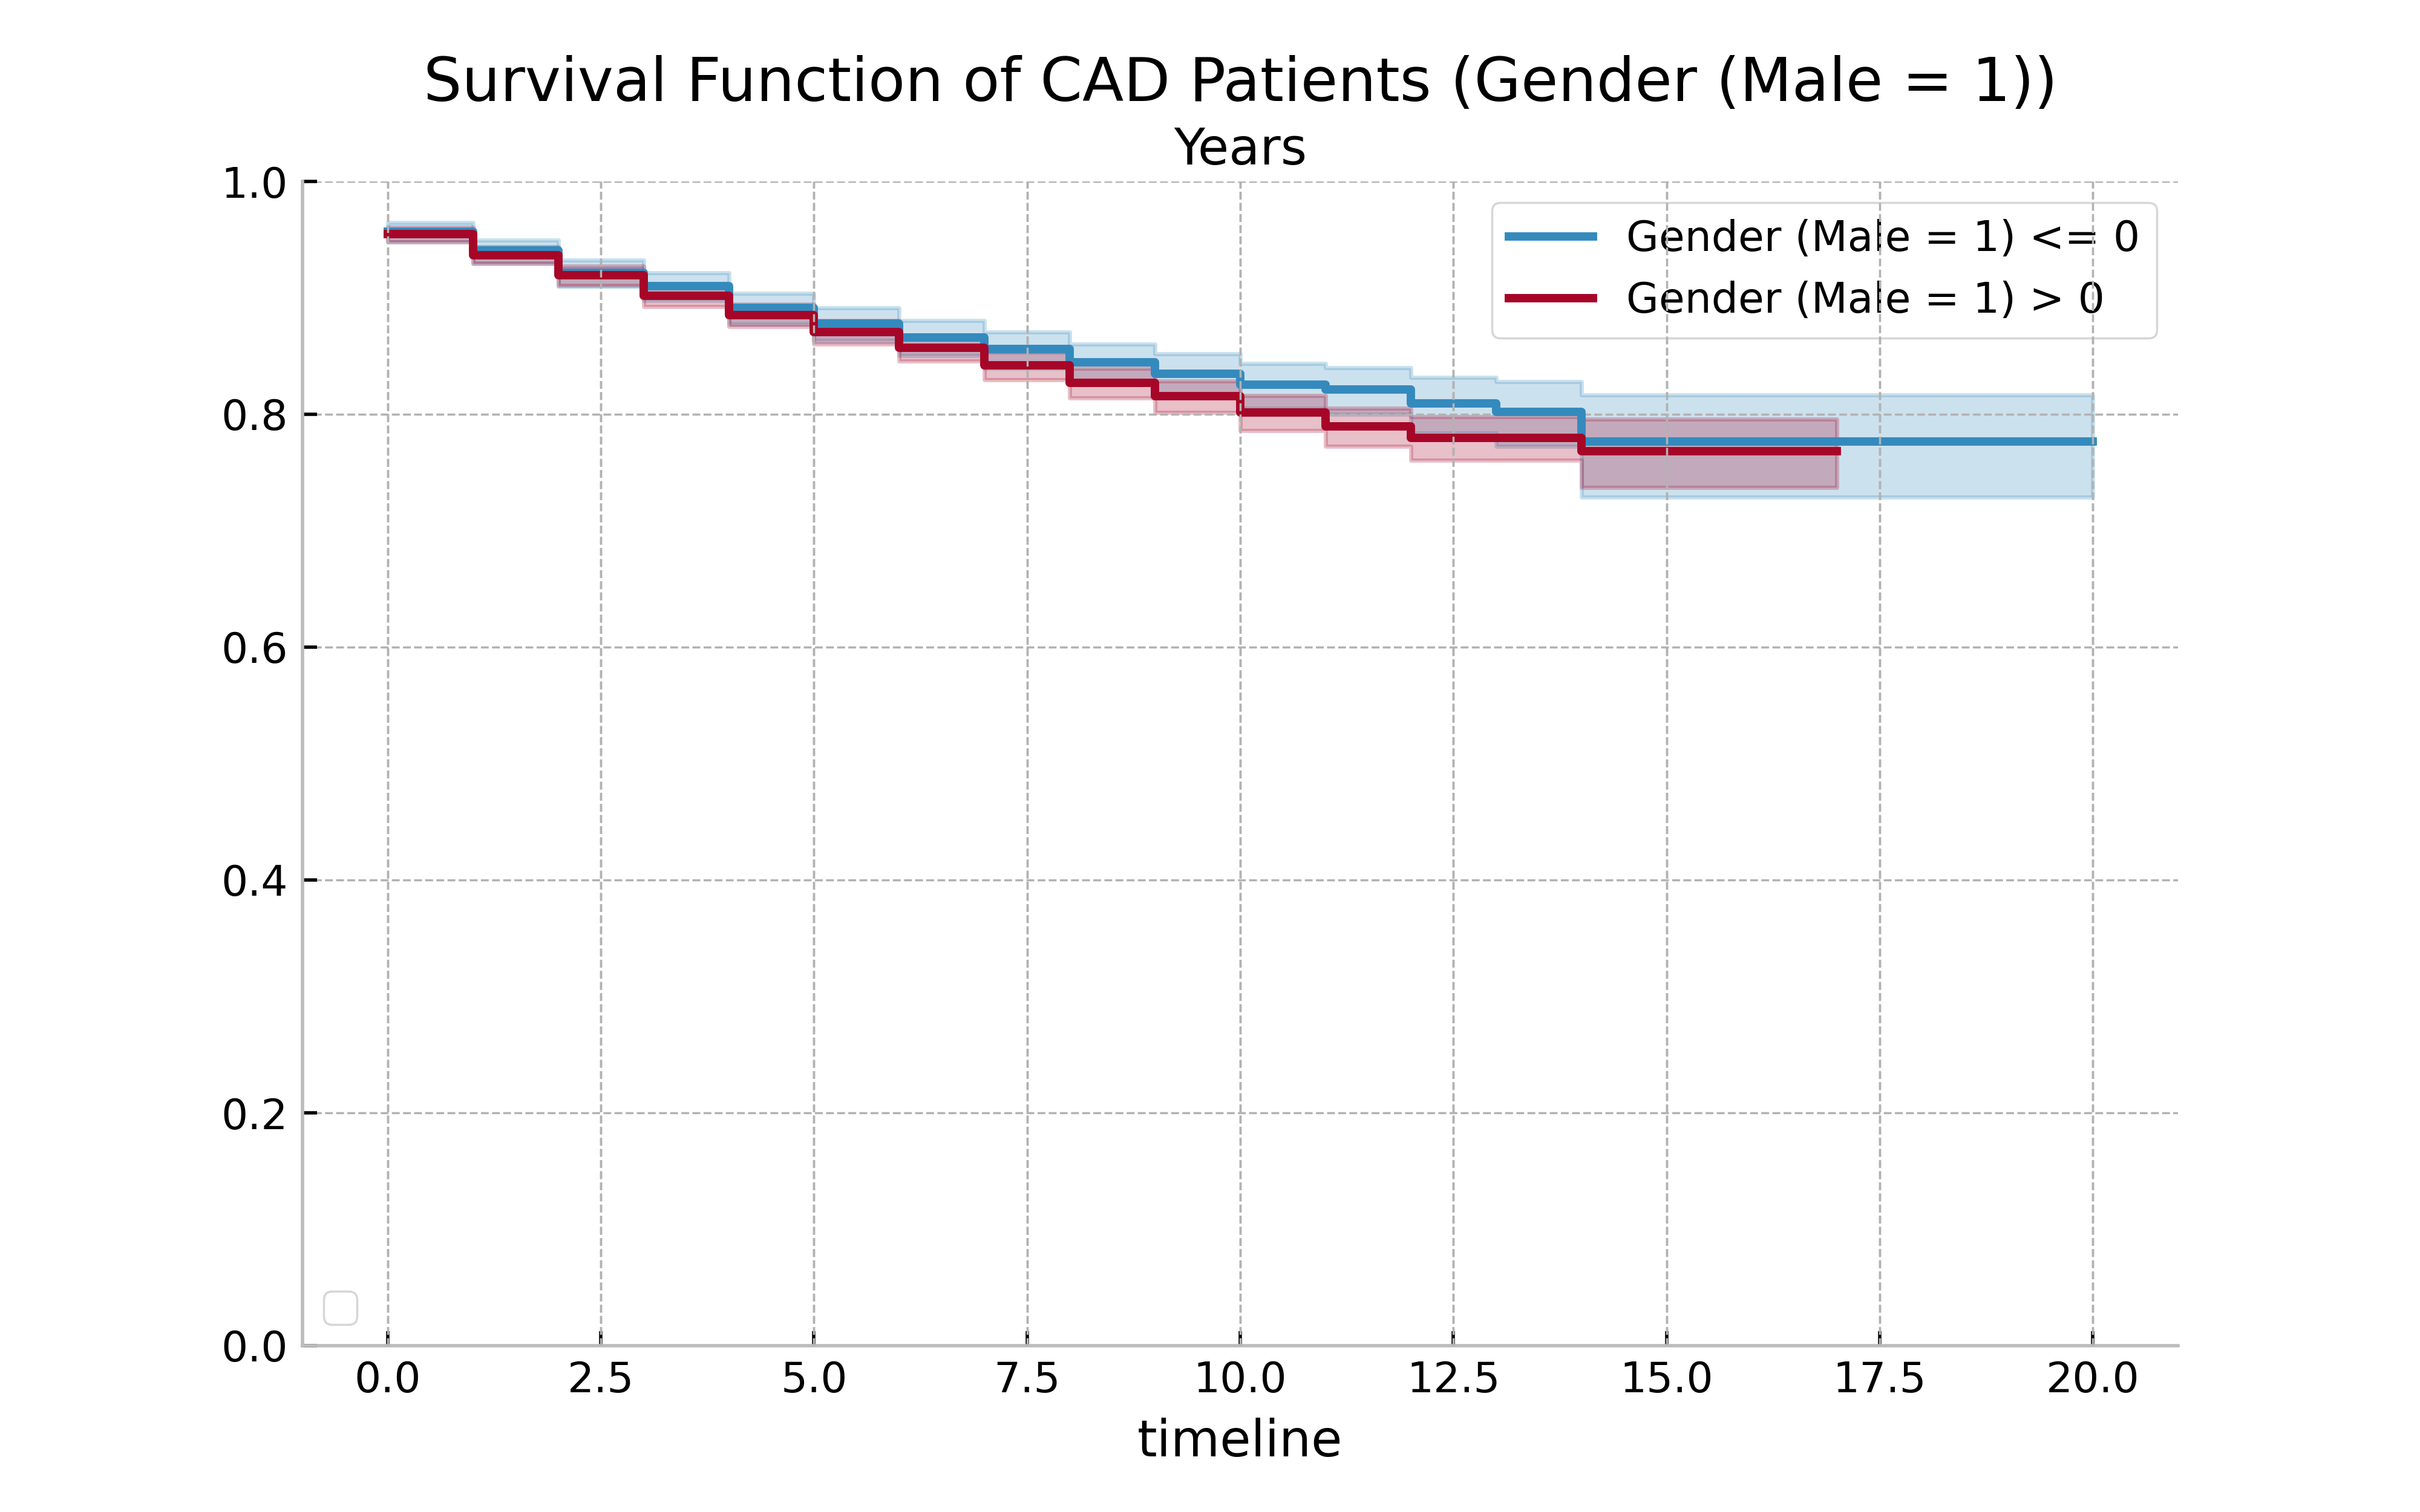 Survival Function of CAD Patients (Gender (Male = 1))
Years
1.0
Gender (Male = 1) <= 0
Gender (Male = 1) > 0
0.8
0.6
0.4
0.2
0.0
0.0 2.5 5.0 7.5 10.0 12.5 15.0 17.5 20.0
timeline